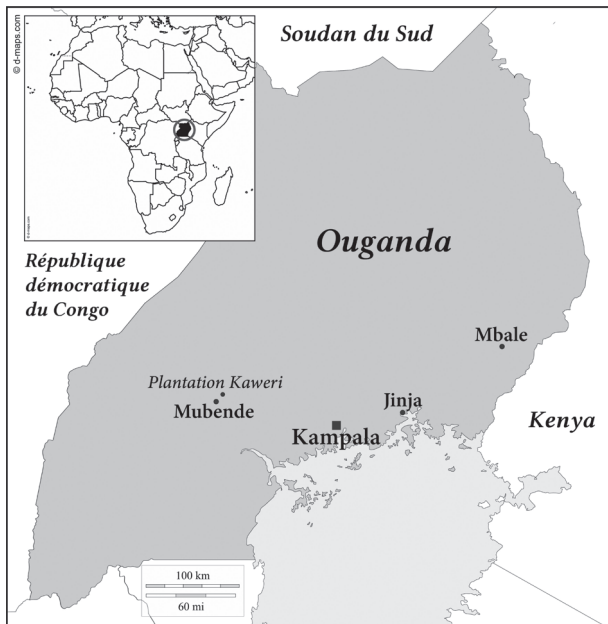 © d-maps.com
Soudan du Sud
Ouganda
République
démocratique
du Congo
Mbale
Plantation Kaweri
Mubende
Jinja
Kampala
Kenya
100 km
60 mi